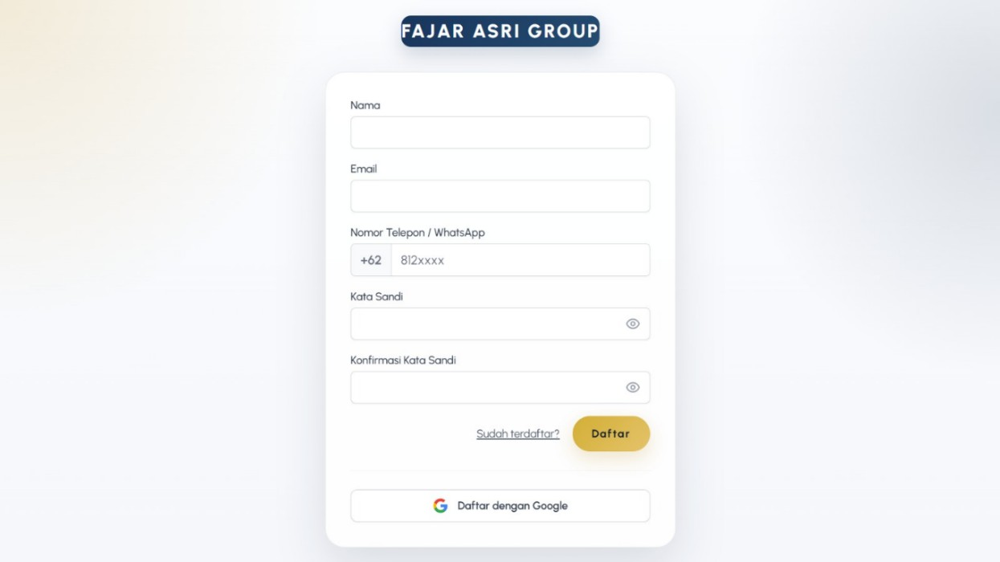 FAJAR ASRI GROUP
Nama
Email
Nomor Telepon / WhatsApp
+62 812xxxx
Kata Sandi
Konfirmasi Kata Sandi
Sudah terdaftar? Daftar
Daftar dengan Google